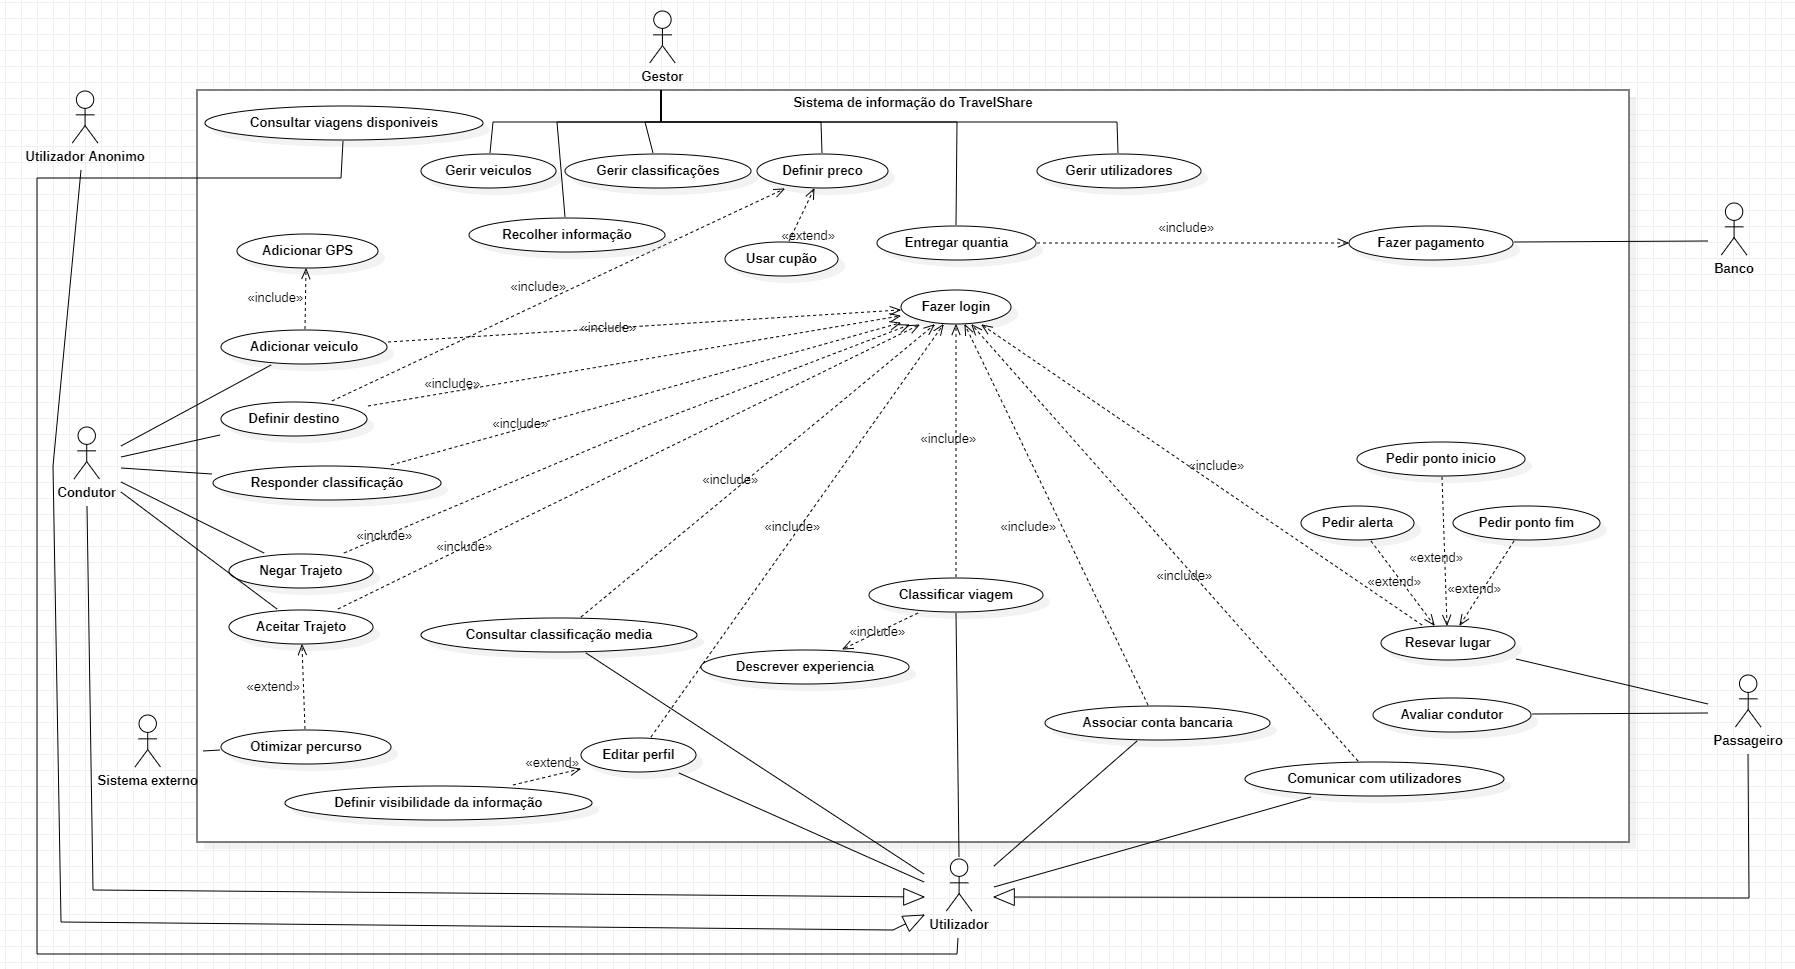 Gestor
Sistema de informação do TravelShare
Consultar viagens disponiveis
Utilizador Anonimo
Gerir veiculos
Gerir classificações
Definir preco
Gerir utilizadores
Recolher informação
«extend»
Entregar quantia
«include»
Fazer pagamento
Adicionar GPS
Usar cupão
Banco
«include»
«include»
Fazer login
Adicionar veiculo
«include»
«include»
Definir destino
«include»
Responder classificação
Condutor
«include»
«include»
Pedir ponto inicio
«include»
Pedir alerta
Pedir ponto fim
«include»
«include»
«include»
«include»
«extend»
Negar Trajeto
«include»
«extend»
«extend»
Classificar viagem
Aceitar Trajeto
Consultar classificação media
«include»
Resevar lugar
Descrever experiencia
«extend»
Associar conta bancaria
Avaliar condutor
Passageiro
Otimizar percurso
Sistema externo
Editar perfil
«extend»
Comunicar com utilizadores
Definir visibilidade da informação
Utilizador